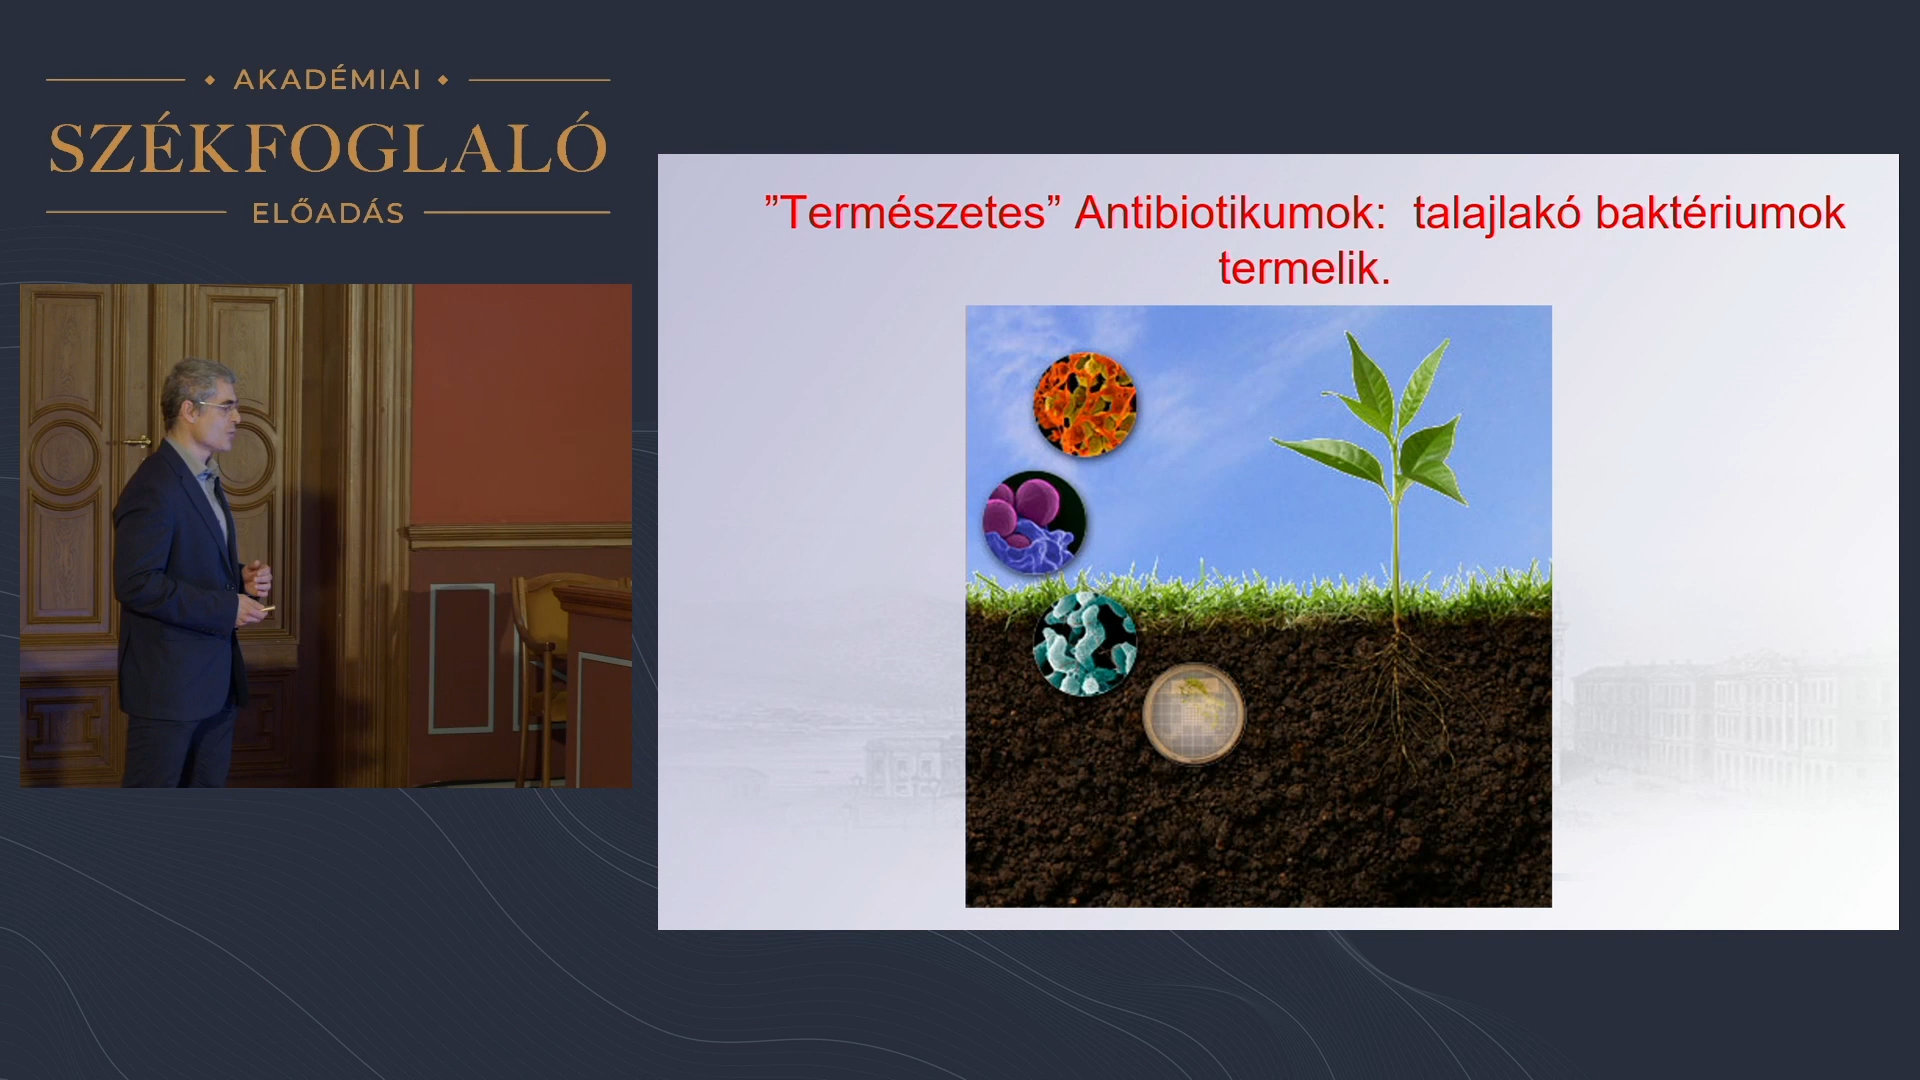 AKADÉMIAI
SZÉKFOGLALÓ
ELŐADÁS
”Természetes” Antibiotikumok: talajlakó baktériumok
termelik.